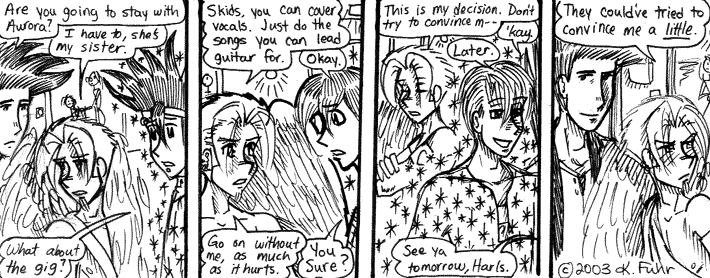 Are you going to stay with
Aurora?
I have to, she's
my sister.
What about
the gig?
Skids, you can cover
vocals. Just do the
songs you can lead
guitar for.
Okay.
Go on without
me, as much
as it hurts.
You
Sure?
This is my decision. Don't
try to convince m--
'kay.
Later.
See ya
tomorrow, Harls.
They could've tried to
convince me a little.
©2003 d. Fuhr